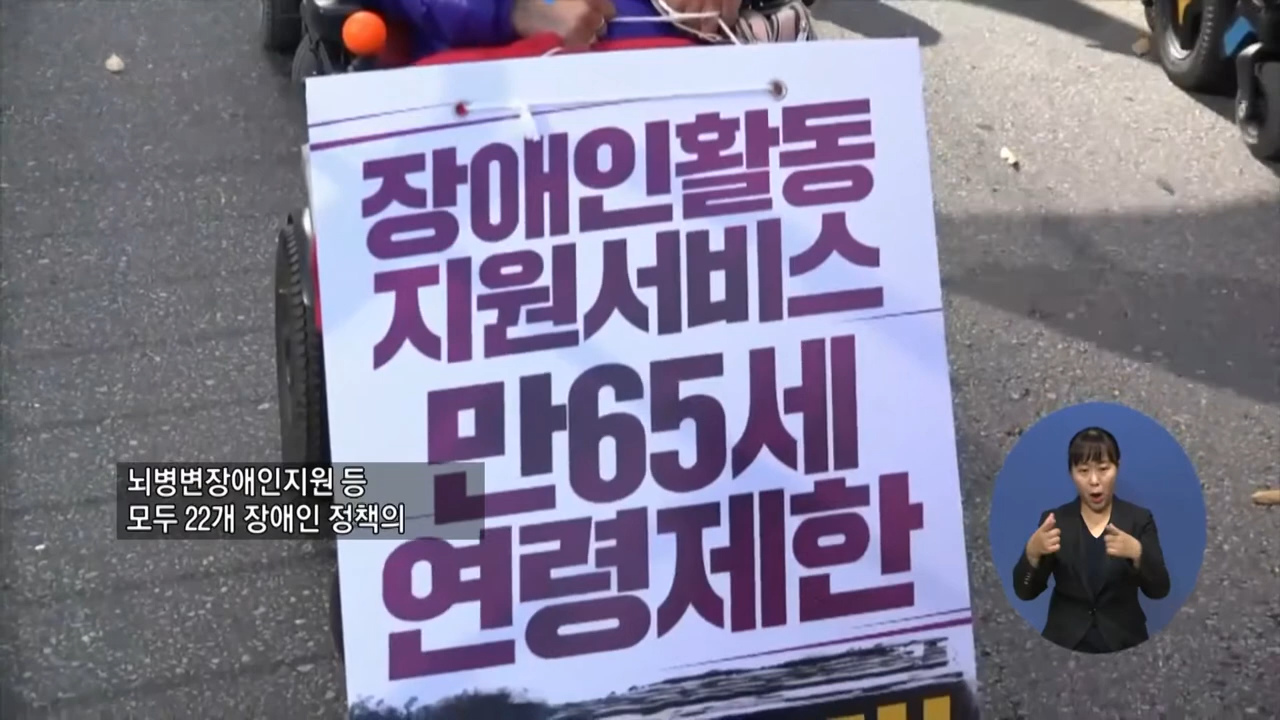 장애인활동
지원서비스
만65세
연령제한
뇌병변장애인지원 등
모두 22개 장애인 정책의